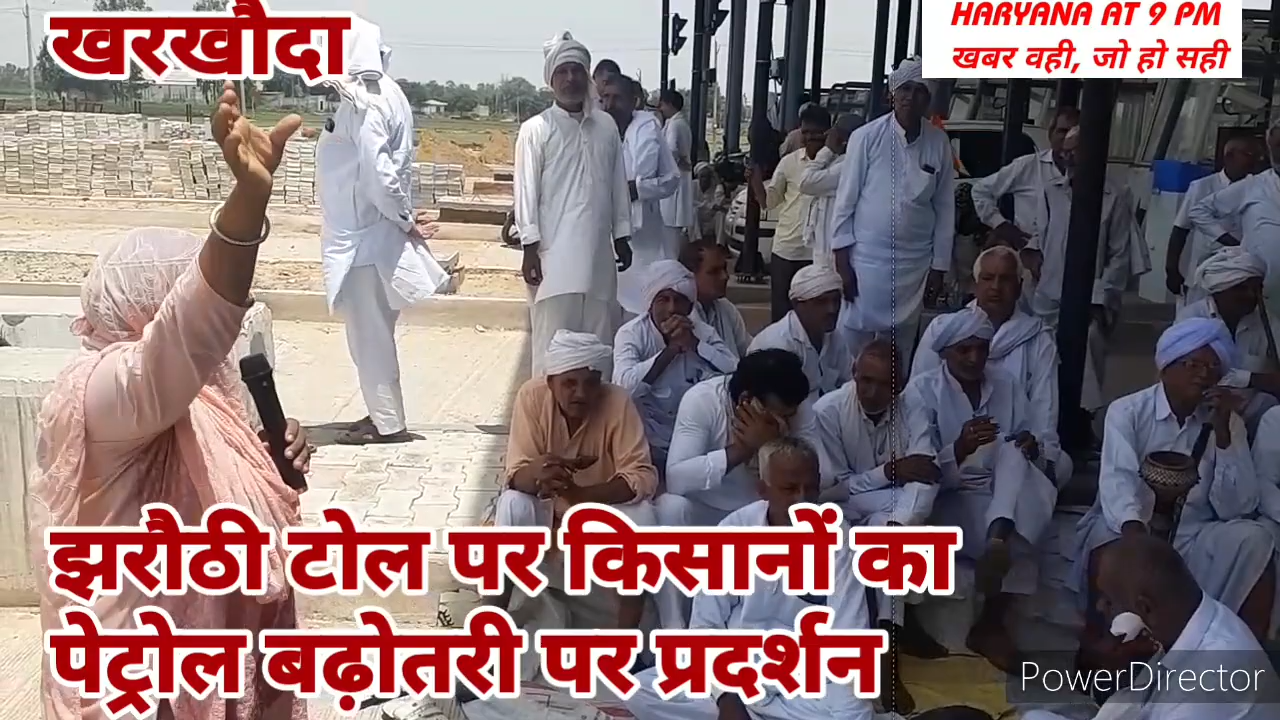 खरखौदा
HARYANA AT 9 PM
खबर वही, जो हो सही
झरौठी टोल पर किसानों का
पेट्रोल बढ़ोतरी पर प्रदर्शन
PowerDirector